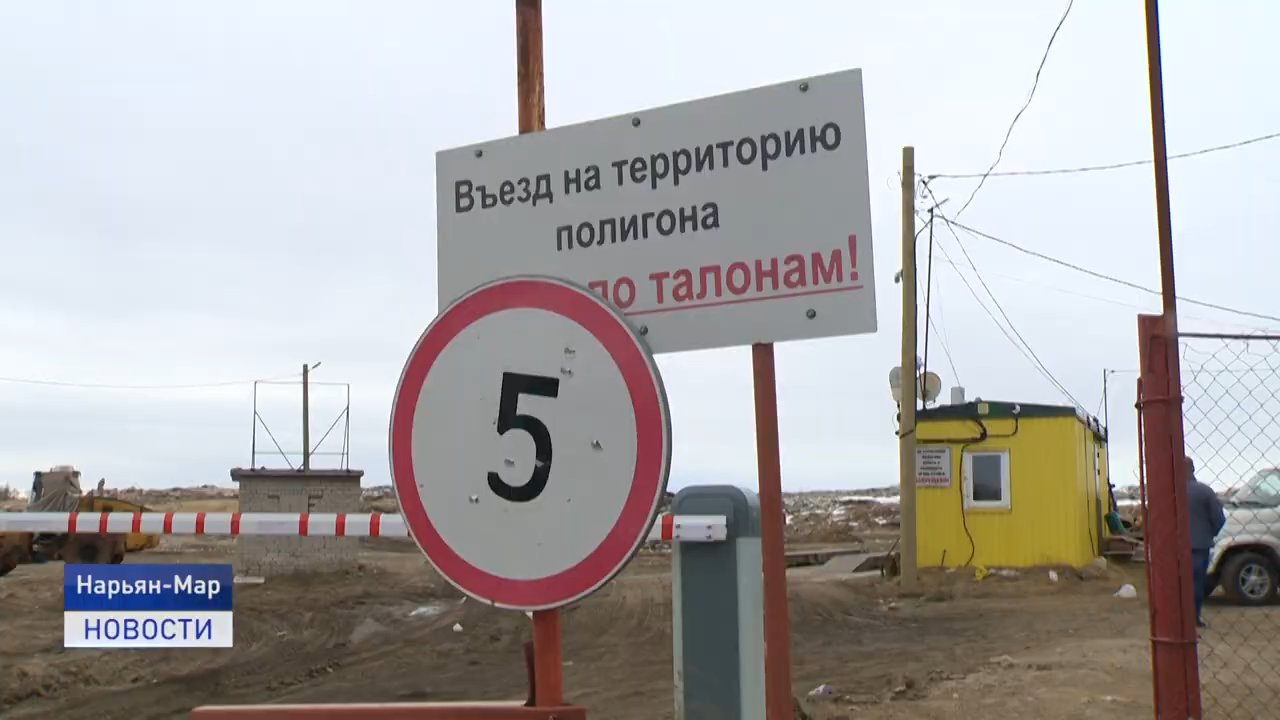 Въезд на территорию
полигона
по талонам!
5
Нарьян-Мар
НОВОСТИ